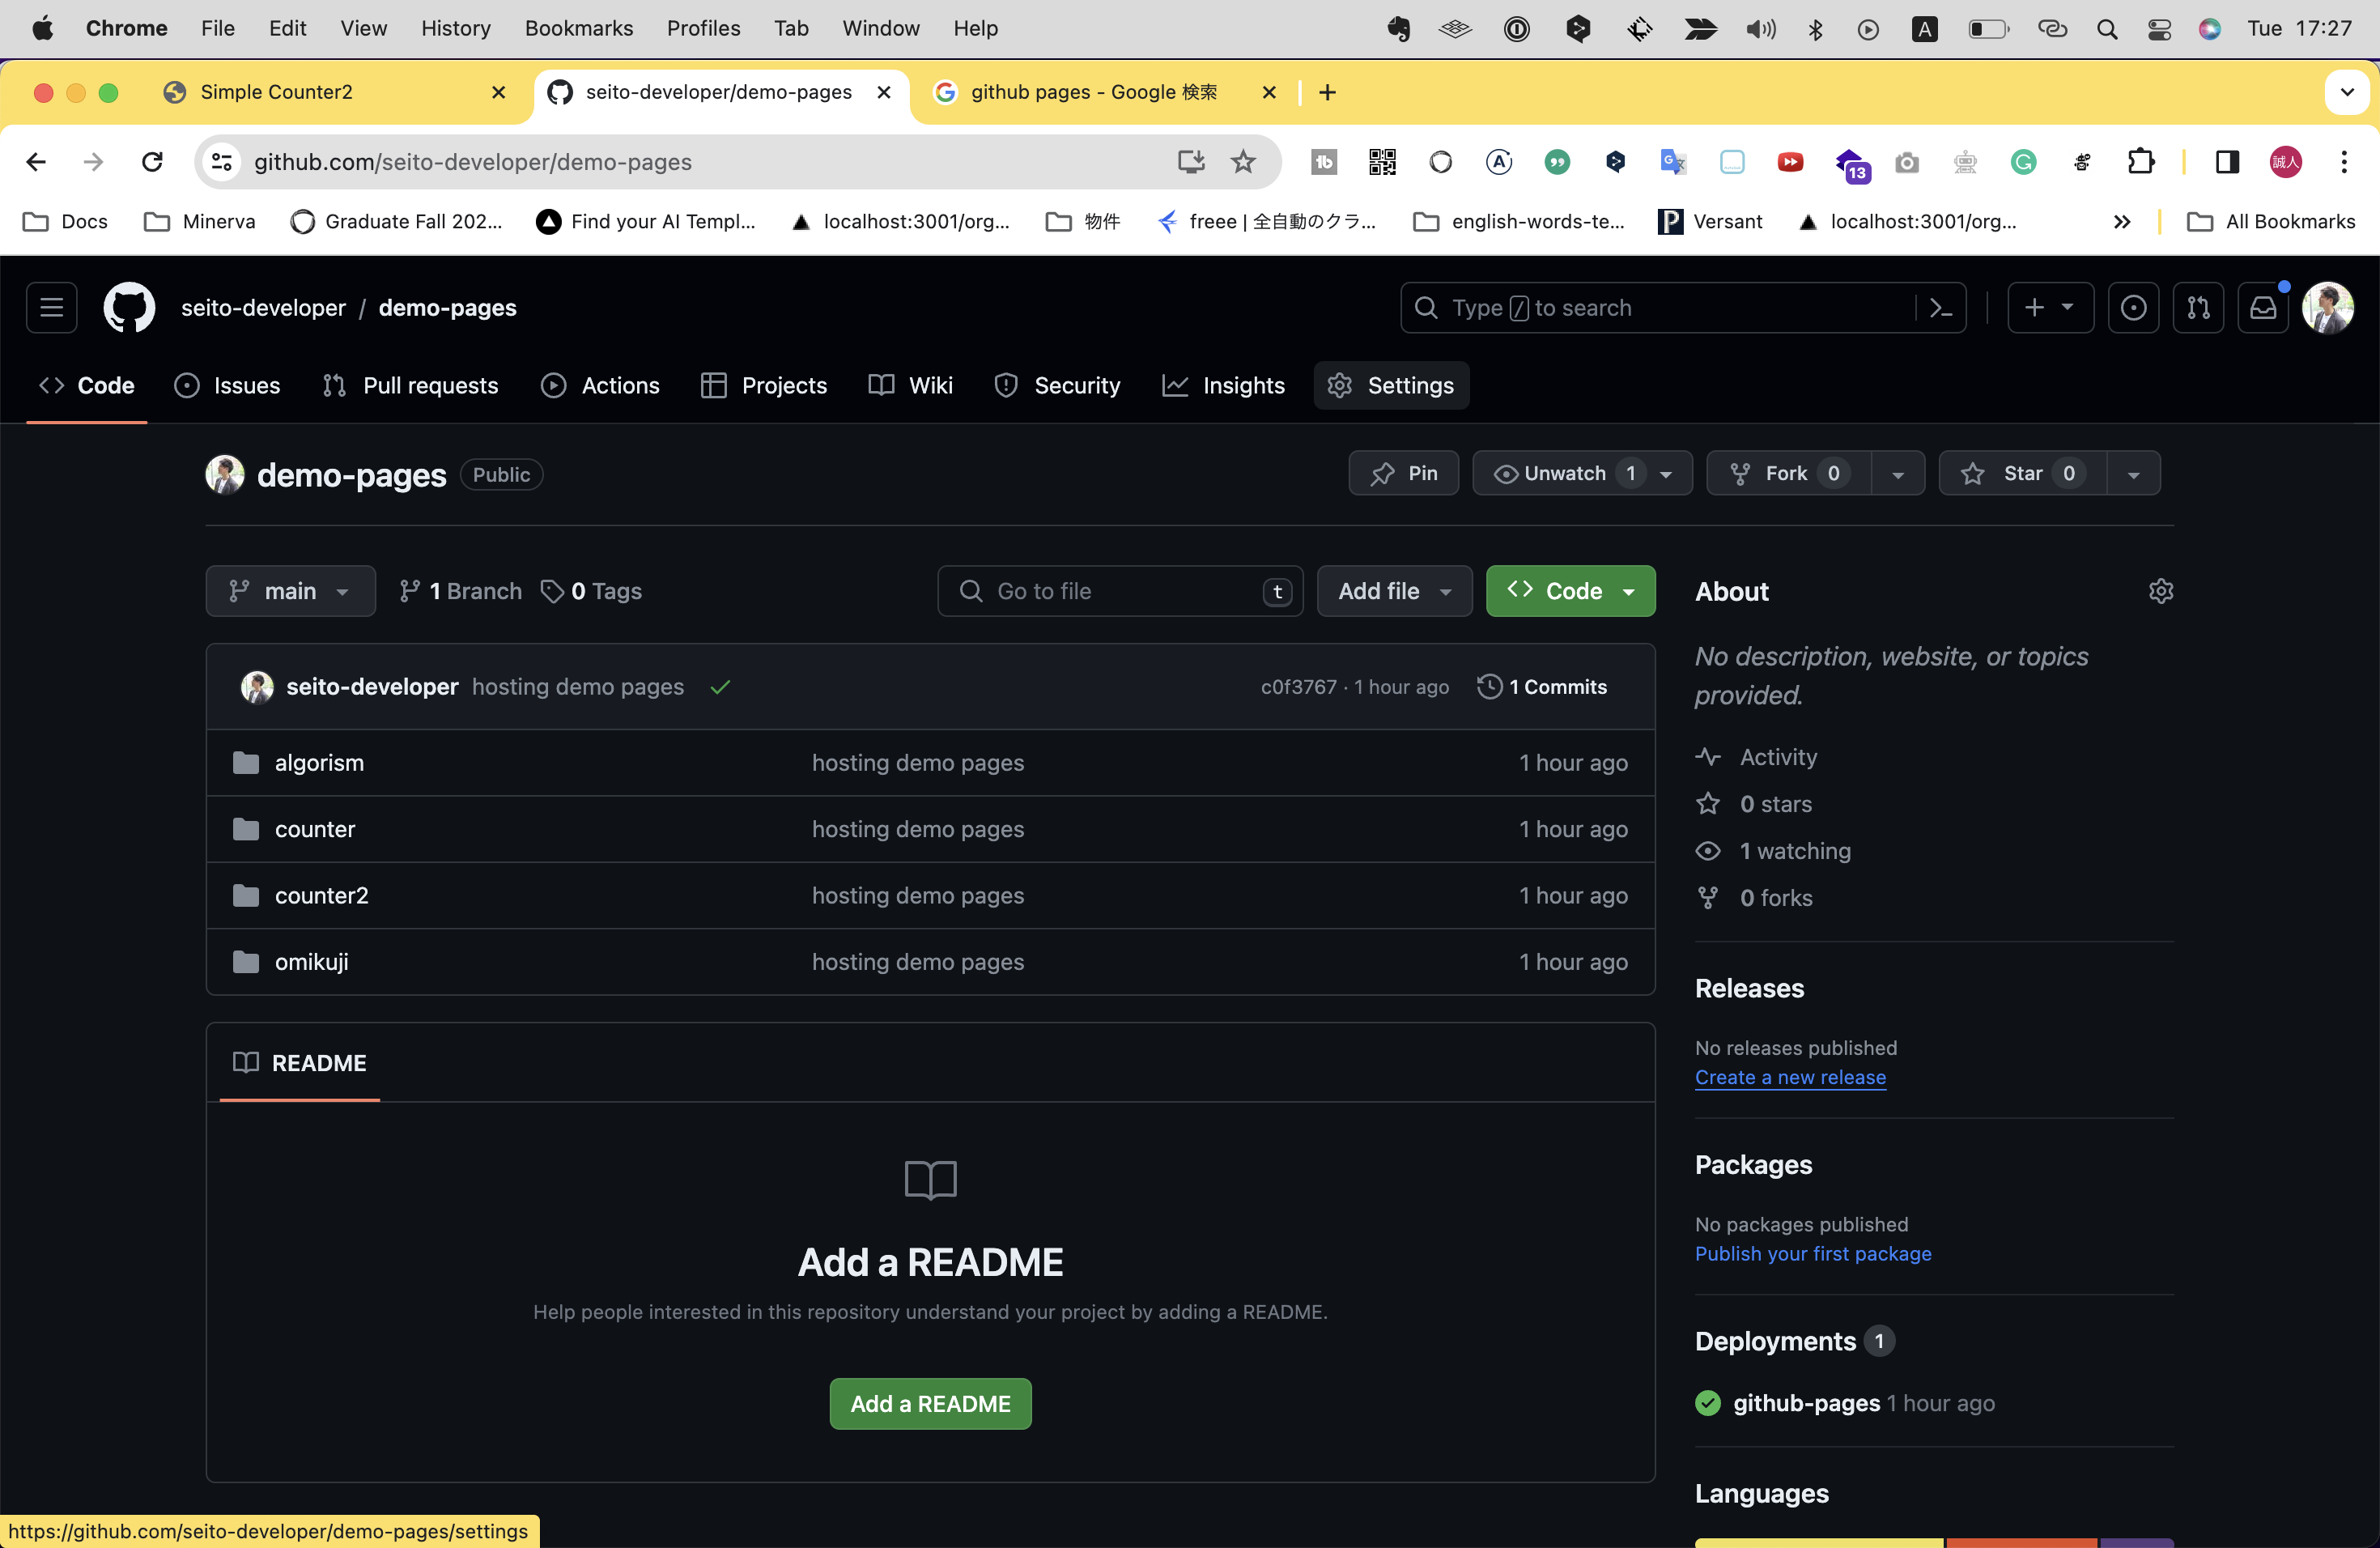 Chrome File Edit View History Bookmarks Profiles Tab Window Help A Tue 17:27
Simple Counter2 seito-developer/demo-pages github pages - Google 検索
github.com/seito-developer/demo-pages 13 誠人
Docs Minerva Graduate Fall 202... Find your AI Templ... localhost:3001/org... 物件 freee | 全自動のクラ... english-words-te... Versant localhost:3001/org... All Bookmarks
seito-developer / demo-pages Type / to search
Code Issues Pull requests Actions Projects Wiki Security Insights Settings
demo-pages Public Pin Unwatch 1 Fork 0 Star 0
main 1 Branch 0 Tags Go to file t Add file Code
seito-developer hosting demo pages c0f3767 · 1 hour ago 1 Commits
algorism hosting demo pages 1 hour ago
counter hosting demo pages 1 hour ago
counter2 hosting demo pages 1 hour ago
omikuji hosting demo pages 1 hour ago
README
Add a README
Help people interested in this repository understand your project by adding a README.
Add a README
About
No description, website, or topics
provided.
Activity
0 stars
1 watching
0 forks
Releases
No releases published
Create a new release
Packages
No packages published
Publish your first package
Deployments 1
github-pages 1 hour ago
Languages
https://github.com/seito-developer/demo-pages/settings